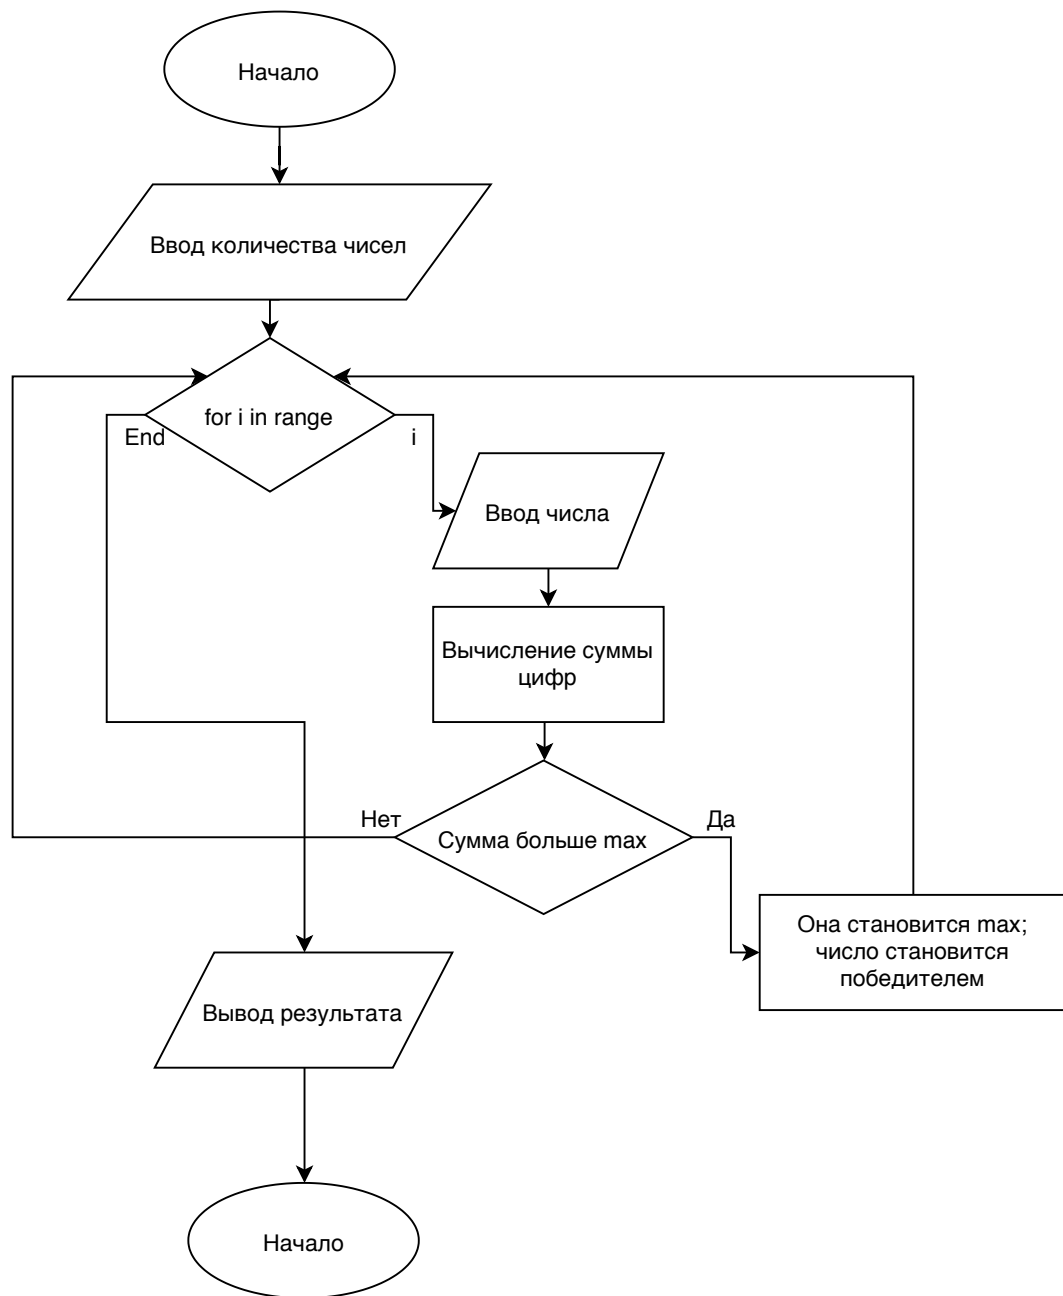 Начало
Ввод количества чисел
for i in range
End
i
Ввод числа
Вычисление суммы
цифр
Нет
Да
Сумма больше max
Она становится max;
число становится
победителем
Вывод результата
Начало